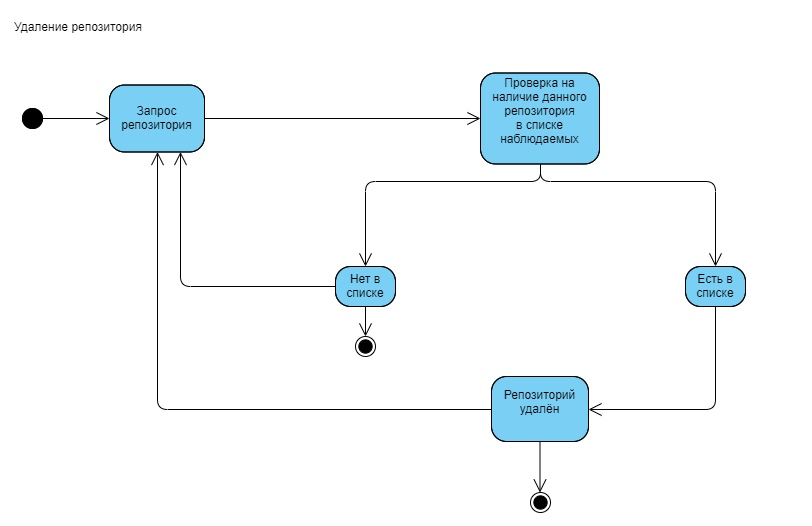 Удаление репозитория
Запрос
репозитория
Проверка на
наличие данного
репозитория
в списке
наблюдаемых
Нет в
списке
Есть в
списке
Репозиторий
удалён